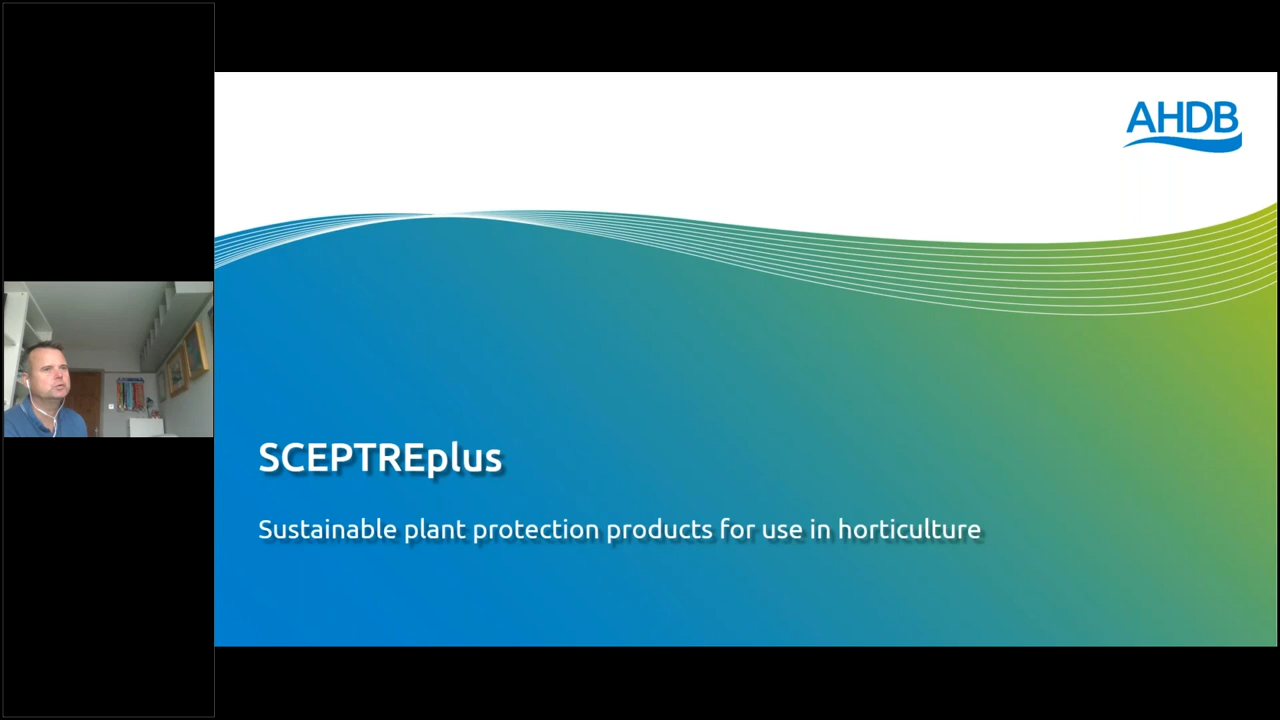 AHDB
SCEPTREplus
Sustainable plant protection products for use in horticulture